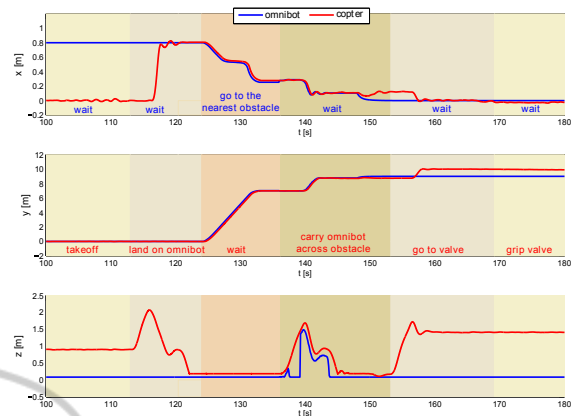 omnibot copter
x [m]
1
0.8
0.6
0.4
0.2
0
−0.2
go to the
nearest obstacle
wait wait wait wait wait
100 110 120 130 140 150 160 170 180
t [s]
y [m]
12
10
8
6
4
2
0
−2
carry omnibot
across obstacle
takeoff land on omnibot wait go to valve grip valve
100 110 120 130 140 150 160 170 180
t [s]
z [m]
2.5
2
1.5
1
0.5
0
−0.5
100 110 120 130 140 150 160 170 180
t [s]